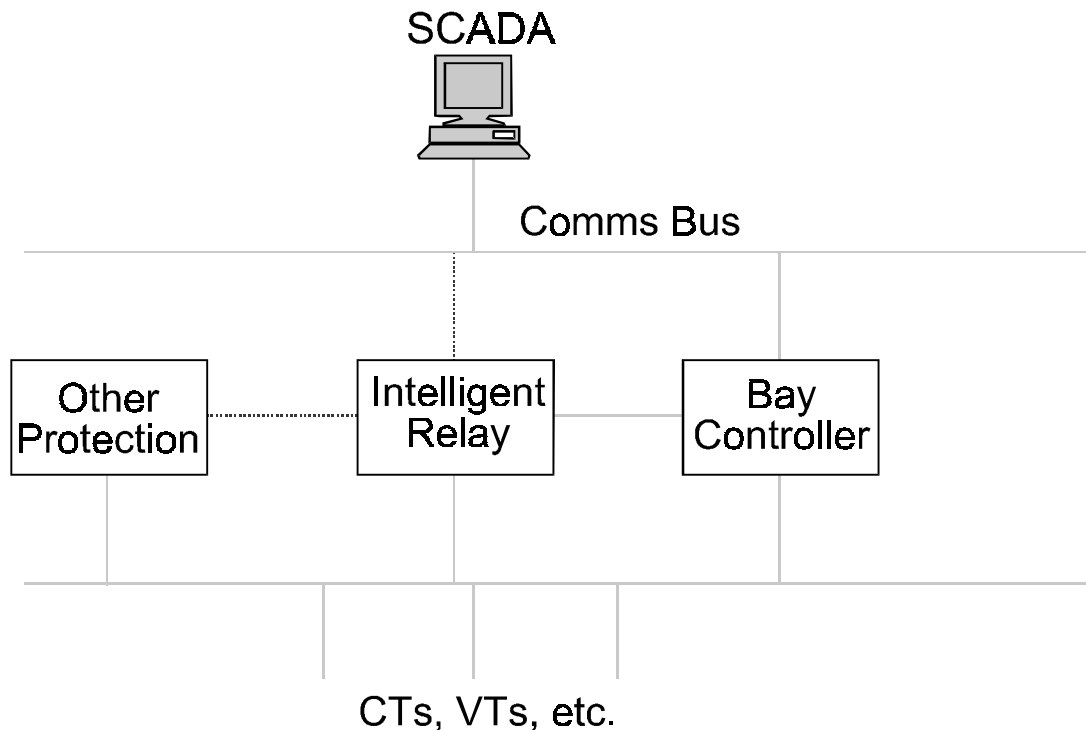 SCADA
Comms Bus
Other
Protection
Intelligent
Relay
Bay
Controller
CTs, VTs, etc.